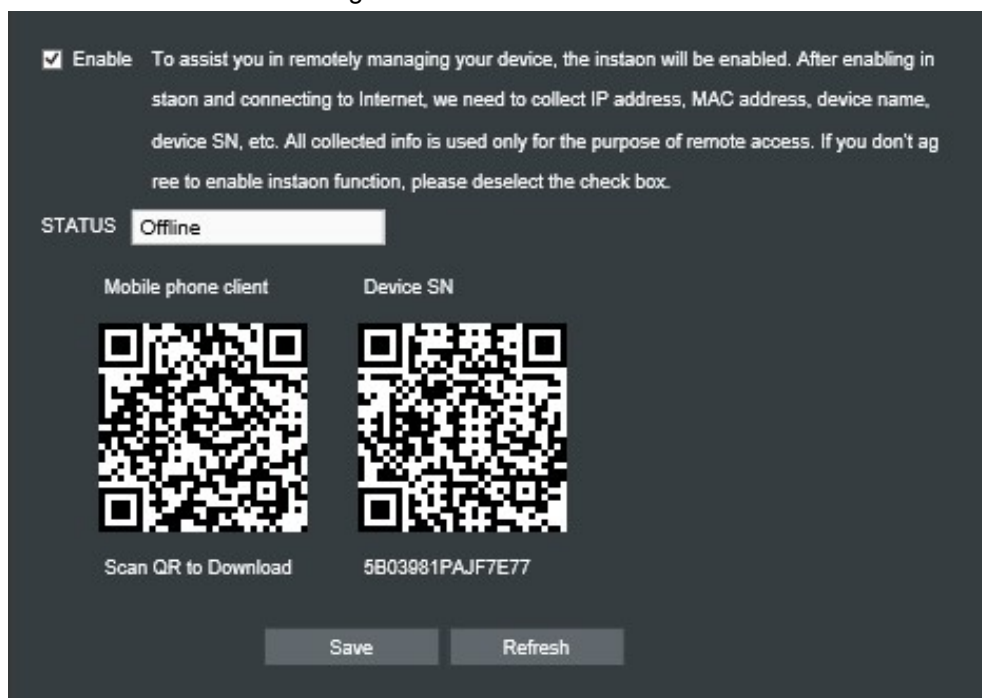 Enable To assist you in remotely managing your device, the instaon will be enabled. After enabling in
staon and connecting to Internet, we need to collect IP address, MAC address, device name,
device SN, etc. All collected info is used only for the purpose of remote access. If you don't ag
ree to enable instaon function, please deselect the check box.
STATUS Offline
Mobile phone client Device SN
Scan QR to Download 5B03981PAJF7E77
Save Refresh